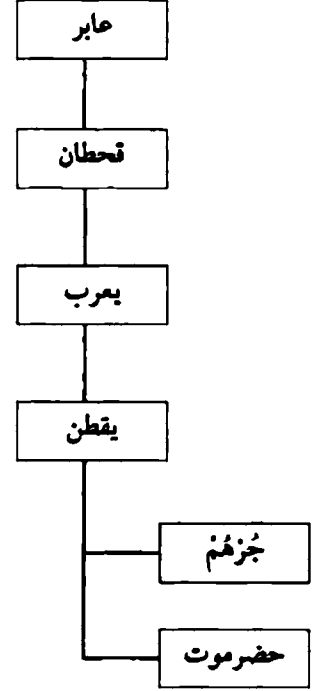 عابر
قحطان
يعرب
يقطن
جُرْهُمْ
حضرموت